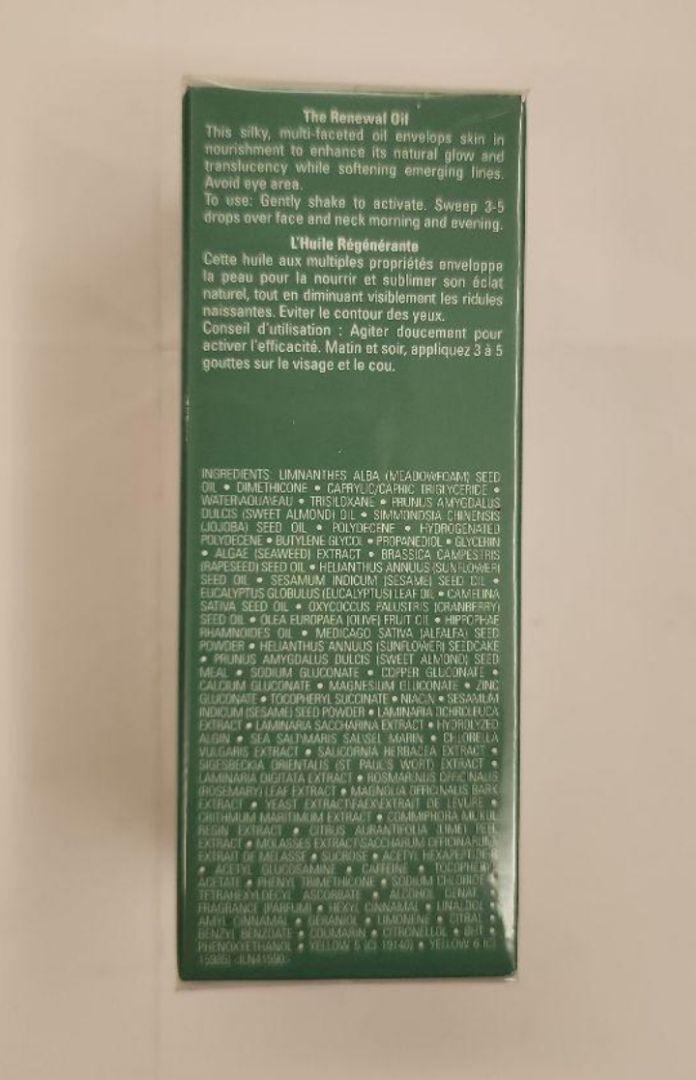 The Renewal Oil
This silky, multi-faceted oil envelops skin in
nourishment to enhance its natural glow and
translucency while softening emerging lines.
Avoid eye area.
To use: Gently shake to activate. Sweep 3-5
drops over face and neck morning and evening.
L'Huile Régénérante
Cette huile aux multiples propriétés enveloppe
la peau pour la nourrir et sublimer son éclat
naturel, tout en diminuant visiblement les ridules
naissantes. Eviter le contour des yeux.
Conseil d'utilisation : Agiter doucement pour
activer l'efficacité. Matin et soir, appliquez 3 à 5
gouttes sur le visage et le cou.
INGREDIENTS: LIMNANTHES ALBA (MEADOWFOAM) SEED
OIL • DIMETHICONE • CAPRYLIC/CAPRIC TRIGLYCERIDE •
WATER\AQUA\EAU • TRISILOXANE • PRUNUS AMYGDALUS
DULCIS (SWEET ALMOND) OIL • SIMMONDSIA CHINENSIS
(JOJOBA) SEED OIL • POLYDECENE • HYDROGENATED
POLYDECENE • BUTYLENE GLYCOL • PROPANEDIOL • GLYCERIN
• ALGAE (SEAWEED) EXTRACT • BRASSICA CAMPESTRIS
(RAPESEED) SEED OIL • HELIANTHUS ANNUUS (SUNFLOWER)
SEED OIL • SESAMUM INDICUM (SESAME) SEED OIL •
EUCALYPTUS GLOBULUS (EUCALYPTUS) LEAF OIL • CAMELINA
SATIVA SEED OIL • OXYCOCCUS PALUSTRIS (CRANBERRY)
SEED OIL • OLEA EUROPAEA (OLIVE) FRUIT OIL • HIPPOPHAE
RHAMNOIDES OIL • MEDICAGO SATIVA (ALFALFA) SEED
POWDER • HELIANTHUS ANNUUS (SUNFLOWER) SEEDCAKE
• PRUNUS AMYGDALUS DULCIS (SWEET ALMOND) SEED
MEAL • SODIUM GLUCONATE • COPPER GLUCONATE •
CALCIUM GLUCONATE • MAGNESIUM GLUCONATE • ZINC
GLUCONATE • TOCOPHERYL SUCCINATE • NIACIN • SESAMUM
INDICUM (SESAME) SEED POWDER • LAMINARIA OCHROLEUCA
EXTRACT • LAMINARIA SACCHARINA EXTRACT • HYDROLYZED
ALGIN • SEA SALT\MARIS SAL\SEL MARIN • CHLORELLA
VULGARIS EXTRACT • SALICORNIA HERBACEA EXTRACT •
SIGESBECKIA ORIENTALIS (ST PAUL'S WORT) EXTRACT •
LAMINARIA DIGITATA EXTRACT • ROSMARINUS OFFICINALIS
(ROSEMARY) LEAF EXTRACT • MAGNOLIA OFFICINALIS BARK
EXTRACT • YEAST EXTRACT\FAEX\EXTRAIT DE LEVURE •
CRITHMUM MARITIMUM EXTRACT • COMMIPHORA MUKUL
RESIN EXTRACT • CITRUS AURANTIFOLIA (LIME) PEEL
EXTRACT • MOLASSES EXTRACT\SACCHARUM OFFICINARUM\
EXTRAIT DE MELASSE • SUCROSE • ACETYL
• ACETYL GLUCOSAMINE • CAFFEINE • TOCOPHERYL
ACETATE • PHENYL TRIMETHICONE • SODIUM CHLORIDE •
TETRAHEXYLDECYL ASCORBATE • ALCOHOL DENAT •
FRAGRANCE (PARFUM) • HEXYL CINNAMAL • LINALOOL •
AMYL CINNAMAL • GERANIOL • LIMONENE • CITRAL •
BENZYL BENZOATE • COUMARIN • CITRONELLOL • BHT •
PHENOXYETHANOL • YELLOW 5 (CI 19140) • YELLOW 6 (CI
15985) <ILN41590>